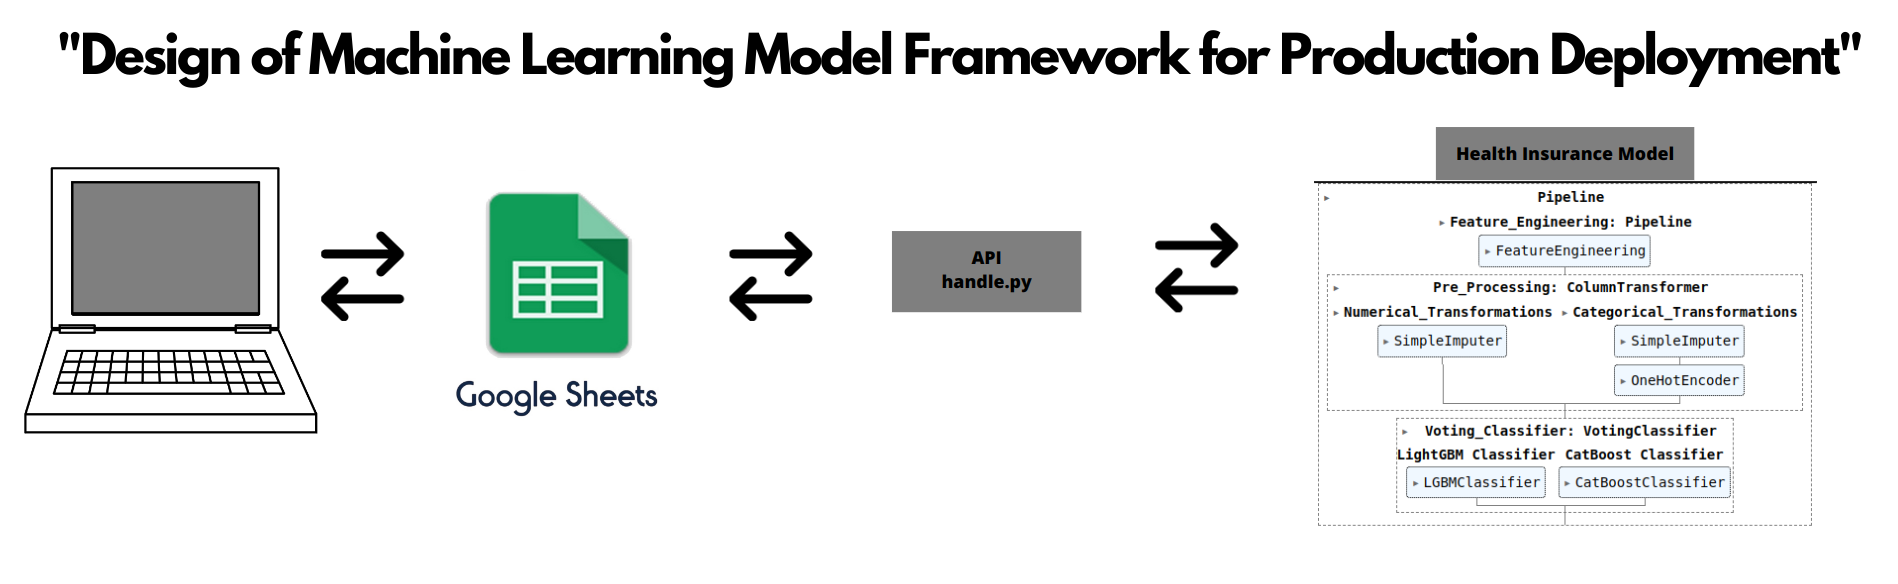 "Design of Machine Learning Model Framework for Production Deployment"
Google Sheets
API
handle.py
Health Insurance Model
Pipeline
Feature_Engineering: Pipeline
FeatureEngineering
Pre_Processing: ColumnTransformer
Numerical_Transformations Categorical_Transformations
SimpleImputer SimpleImputer
OneHotEncoder
Voting_Classifier: VotingClassifier
LightGBM Classifier CatBoost Classifier
LGBMClassifier CatBoostClassifier